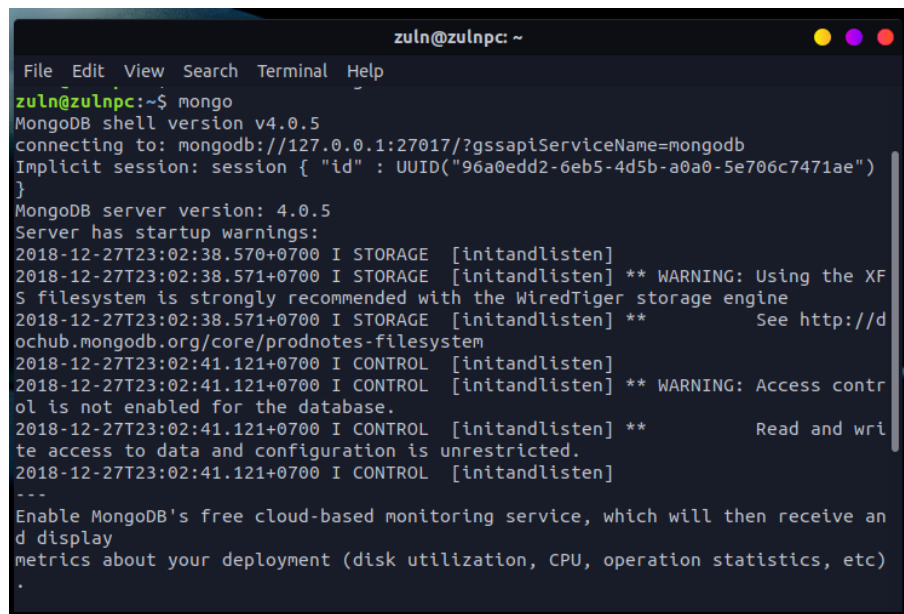 zuln@zulnpc: ~
File Edit View Search Terminal Help
zuln@zulnpc:~$ mongo
MongoDB shell version v4.0.5
connecting to: mongodb://127.0.0.1:27017/?gssapiServiceName=mongodb
Implicit session: session { "id" : UUID("96a0edd2-6eb5-4d5b-a0a0-5e706c7471ae")
}
MongoDB server version: 4.0.5
Server has startup warnings:
2018-12-27T23:02:38.570+0700 I STORAGE  [initandlisten]
2018-12-27T23:02:38.571+0700 I STORAGE  [initandlisten] ** WARNING: Using the XF
S filesystem is strongly recommended with the WiredTiger storage engine
2018-12-27T23:02:38.571+0700 I STORAGE  [initandlisten] **          See http://d
ochub.mongodb.org/core/prodnotes-filesystem
2018-12-27T23:02:41.121+0700 I CONTROL  [initandlisten]
2018-12-27T23:02:41.121+0700 I CONTROL  [initandlisten] ** WARNING: Access contr
ol is not enabled for the database.
2018-12-27T23:02:41.121+0700 I CONTROL  [initandlisten] **          Read and wri
te access to data and configuration is unrestricted.
2018-12-27T23:02:41.121+0700 I CONTROL  [initandlisten]
---
Enable MongoDB's free cloud-based monitoring service, which will then receive an
d display
metrics about your deployment (disk utilization, CPU, operation statistics, etc)
.